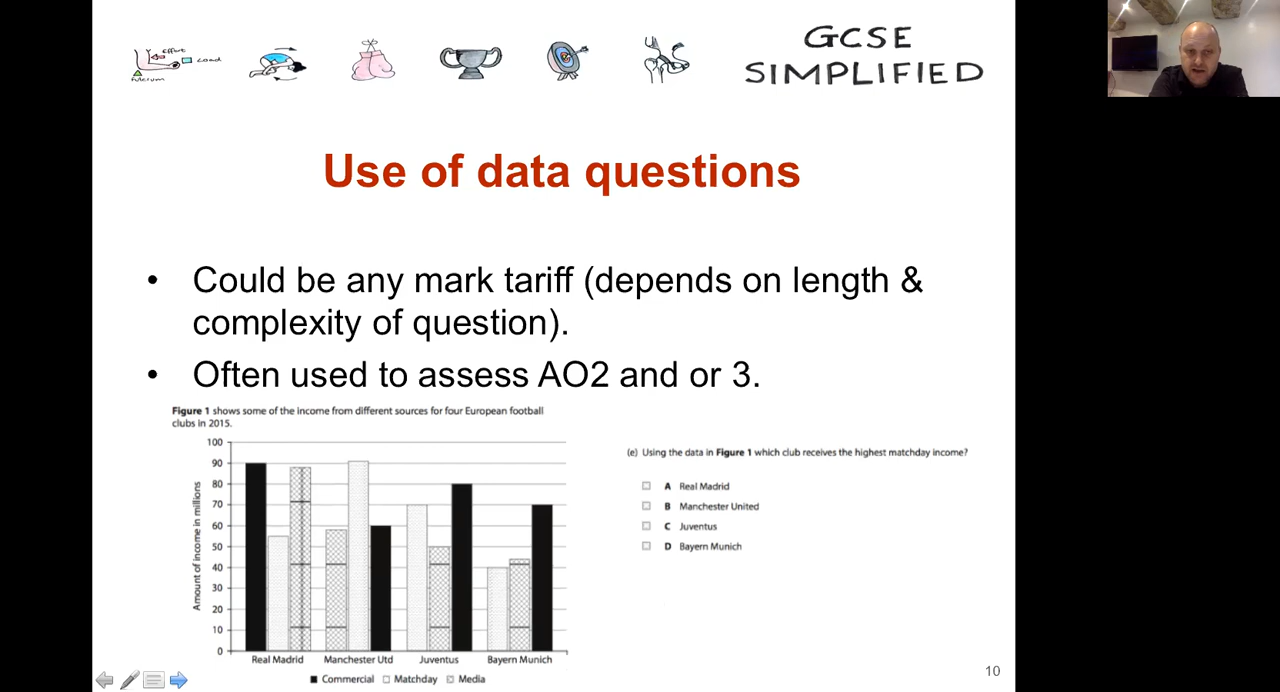 Effort
Load
fulcrum
GCSE
SIMPLIFIED
Use of data questions
• Could be any mark tariff (depends on length &
complexity of question).
• Often used to assess AO2 and or 3.
Figure 1 shows some of the income from different sources for four European football
clubs in 2015.
Amount of income in millions
100
90
80
70
60
50
40
30
20
10
0
Real Madrid Manchester Utd Juventus Bayern Munich
Commercial Matchday Media
(e) Using the data in Figure 1 which club receives the highest matchday income?
A Real Madrid
B Manchester United
C Juventus
D Bayern Munich
10